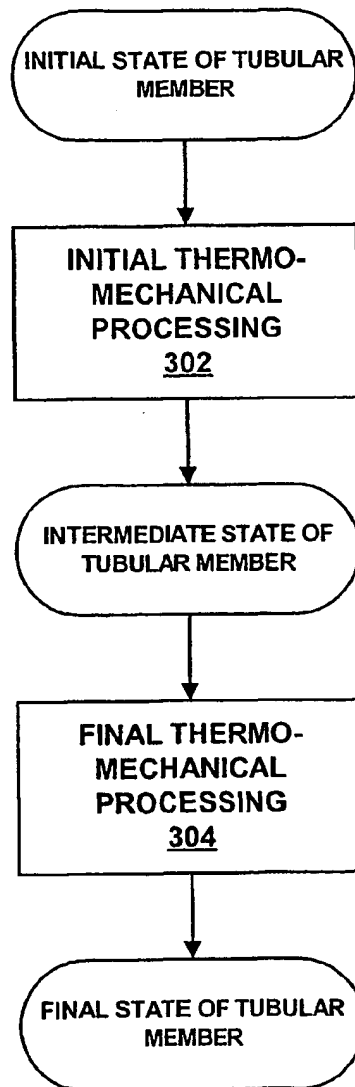 INITIAL STATE OF TUBULAR
MEMBER
INITIAL THERMO-
MECHANICAL
PROCESSING
302
INTERMEDIATE STATE OF
TUBULAR MEMBER
FINAL THERMO-
MECHANICAL
PROCESSING
304
FINAL STATE OF TUBULAR
MEMBER